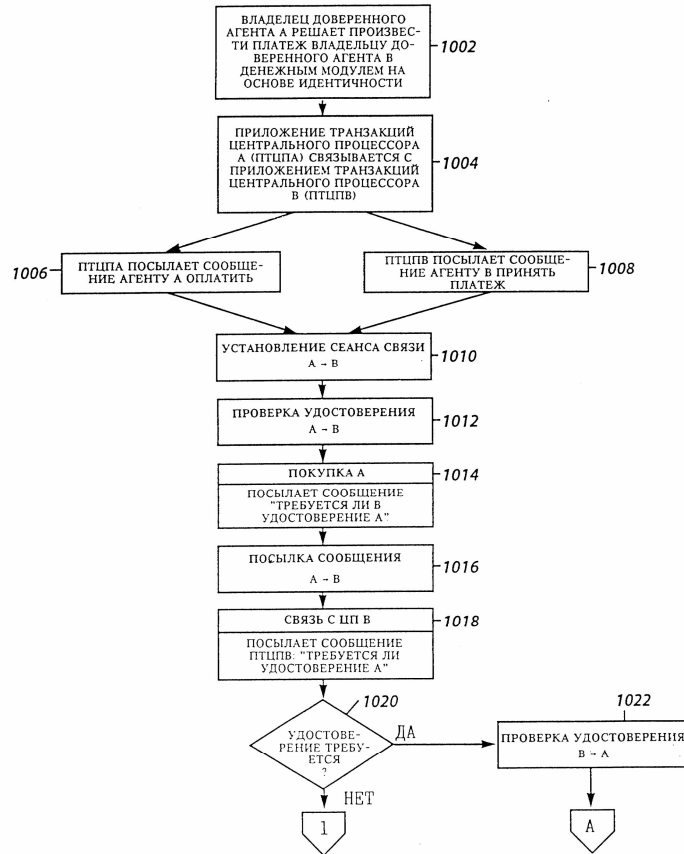 ВЛАДЕЛЕЦ ДОВЕРЕННОГО
АГЕНТА А РЕШАЕТ ПРОИЗВЕС-
ТИ ПЛАТЕЖ ВЛАДЕЛЬЦУ ДО-
ВЕРЕННОГО АГЕНТА В
ДЕНЕЖНЫМ МОДУЛЕМ НА
ОСНОВЕ ИДЕНТИЧНОСТИ
1002
ПРИЛОЖЕНИЕ ТРАНЗАКЦИЙ
ЦЕНТРАЛЬНОГО ПРОЦЕССОРА
А (ПТЦПА) СВЯЗЫВАЕТСЯ С
ПРИЛОЖЕНИЕМ ТРАНЗАКЦИЙ
ЦЕНТРАЛЬНОГО ПРОЦЕССОРА
В (ПТЦПВ)
1004
1006
ПТЦПА ПОСЫЛАЕТ СООБЩЕ-
НИЕ АГЕНТУ А ОПЛАТИТЬ
ПТЦПВ ПОСЫЛАЕТ СООБЩЕ-
НИЕ АГЕНТУ В ПРИНЯТЬ
ПЛАТЕЖ
1008
УСТАНОВЛЕНИЕ СЕАНСА СВЯЗИ
А - В
1010
ПРОВЕРКА УДОСТОВЕРЕНИЯ
А - В
1012
ПОКУПКА А
1014
ПОСЫЛАЕТ СООБЩЕНИЕ
"ТРЕБУЕТСЯ ЛИ В
УДОСТОВЕРЕНИЕ А"
ПОСЫЛКА СООБЩЕНИЯ
А - В
1016
СВЯЗЬ С ЦП В
1018
ПОСЫЛАЕТ СООБЩЕНИЕ
ПТЦПВ: "ТРЕБУЕТСЯ ЛИ
УДОСТОВЕРЕНИЕ А"
1020
УДОСТОВЕ-
РЕНИЕ ТРЕБУ-
ЕТСЯ
?
ДА
1022
ПРОВЕРКА УДОСТОВЕРЕНИЯ
В - А
НЕТ
1
А